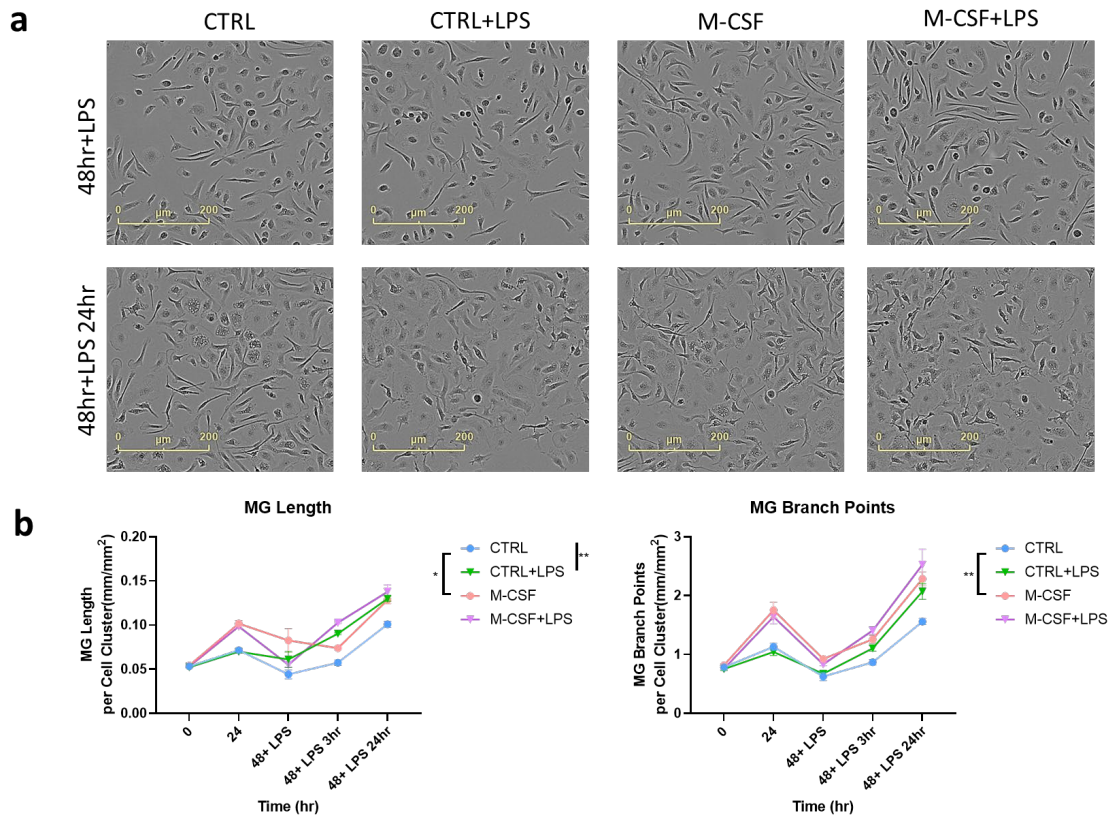 a
CTRL
CTRL+LPS
M-CSF
M-CSF+LPS
48hr+LPS
0 µm 200
0 µm 200
0 µm 200
0 µm 200
48hr+LPS 24hr
0 µm 200
0 µm 200
0 µm 200
0 µm 200
b
MG Length
MG Length
per Cell Cluster(mm/mm²)
0.20
0.15
0.10
0.05
0.00
0
24
48+ LPS
48+ LPS 3hr
48+ LPS 24hr
Time (hr)
*
CTRL
CTRL+LPS
M-CSF
M-CSF+LPS
**
MG Branch Points
MG Branch Points
per Cell Cluster(mm/mm²)
3
2
1
0
0
24
48+ LPS
48+ LPS 3hr
48+ LPS 24hr
Time (hr)
**
CTRL
CTRL+LPS
M-CSF
M-CSF+LPS